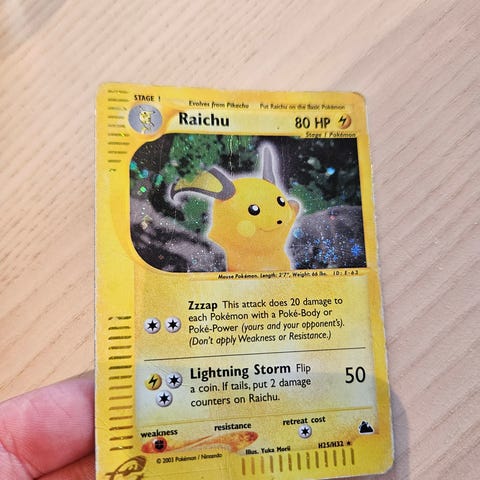 STAGE 1
Evolves from Pikachu Put Raichu on the Basic Pokémon
Raichu 80 HP
Stage 1 Pokémon
Mouse Pokémon. Length: 2'7", Weight: 66 lbs. ID: E-62
Zzzap This attack does 20 damage to
each Pokémon with a Poké-Body or
Poké-Power (yours and your opponent's).
(Don't apply Weakness or Resistance.)
Lightning Storm Flip
a coin. If tails, put 2 damage
counters on Raichu.
50
weakness resistance retreat cost
Illus. Yuka Morii H25/H32 ★
© 2003 Pokémon / Nintendo